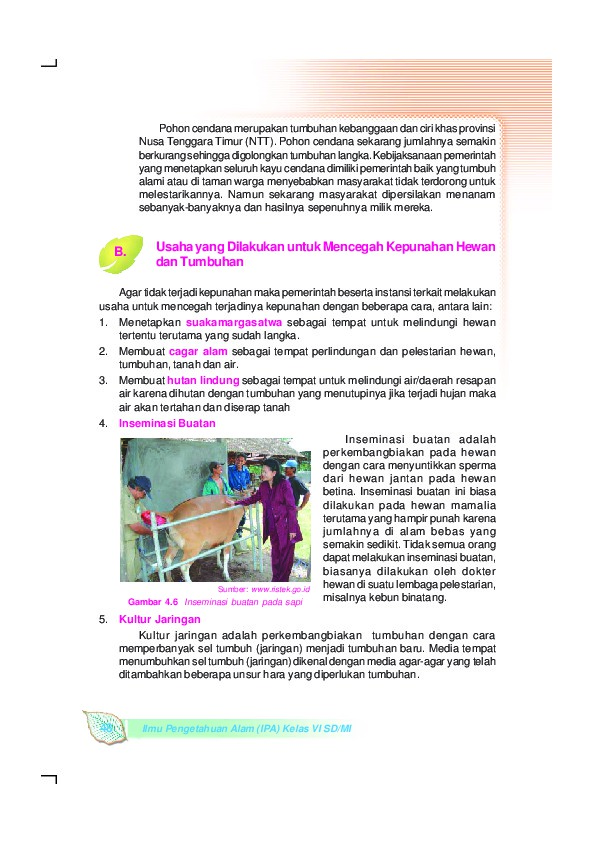 Pohon cendana merupakan tumbuhan kebanggaan dan ciri khas provinsi
Nusa Tenggara Timur (NTT). Pohon cendana sekarang jumlahnya semakin
berkurang sehingga digolongkan tumbuhan langka. Kebijaksanaan pemerintah
yang menetapkan seluruh kayu cendana dimiliki pemerintah baik yang tumbuh
alami atau di taman warga menyebabkan masyarakat tidak terdorong untuk
melestarikannya. Namun sekarang masyarakat dipersilakan menanam
sebanyak-banyaknya dan hasilnya sepenuhnya milik mereka.
B. Usaha yang Dilakukan untuk Mencegah Kepunahan Hewan
dan Tumbuhan
Agar tidak terjadi kepunahan maka pemerintah beserta instansi terkait melakukan
usaha untuk mencegah terjadinya kepunahan dengan beberapa cara, antara lain:
1. Menetapkan suakamargasatwa sebagai tempat untuk melindungi hewan
tertentu terutama yang sudah langka.
2. Membuat cagar alam sebagai tempat perlindungan dan pelestarian hewan,
tumbuhan, tanah dan air.
3. Membuat hutan lindung sebagai tempat untuk melindungi air/daerah resapan
air karena dihutan dengan tumbuhan yang menutupinya jika terjadi hujan maka
air akan tertahan dan diserap tanah
4. Inseminasi Buatan
Inseminasi buatan adalah
perkembangbiakan pada hewan
dengan cara menyuntikkan sperma
dari hewan jantan pada hewan
betina. Inseminasi buatan ini biasa
dilakukan pada hewan mamalia
terutama yang hampir punah karena
jumlahnya di alam bebas yang
semakin sedikit. Tidak semua orang
dapat melakukan inseminasi buatan,
biasanya dilakukan oleh dokter
hewan di suatu lembaga pelestarian,
misalnya kebun binatang.
Sumber: www.ristek.go.id
Gambar 4.6 Inseminasi buatan pada sapi
5. Kultur Jaringan
Kultur jaringan adalah perkembangbiakan tumbuhan dengan cara
memperbanyak sel tumbuh (jaringan) menjadi tumbuhan baru. Media tempat
menumbuhkan sel tumbuh (jaringan) dikenal dengan media agar-agar yang telah
ditambahkan beberapa unsur hara yang diperlukan tumbuhan.
Ilmu Pengetahuan Alam (IPA) Kelas VI SD/MI